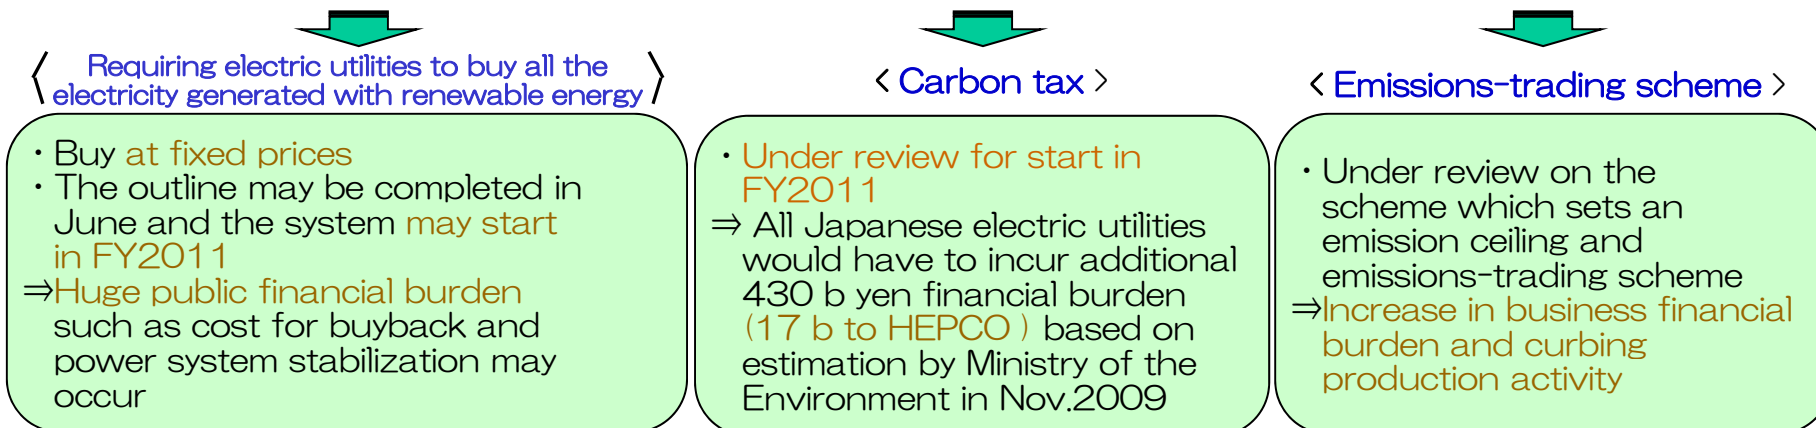 〈 Requiring electric utilities to buy all the
electricity generated with renewable energy 〉
・Buy at fixed prices
・The outline may be completed in
June and the system may start
in FY2011
⇒Huge public financial burden
such as cost for buyback and
power system stabilization may
occur
〈 Carbon tax 〉
・Under review for start in
FY2011
⇒ All Japanese electric utilities
would have to incur additional
430 b yen financial burden
(17 b to HEPCO ) based on
estimation by Ministry of the
Environment in Nov.2009
〈 Emissions-trading scheme 〉
・Under review on the
scheme which sets an
emission ceiling and
emissions-trading scheme
⇒Increase in business financial
burden and curbing
production activity